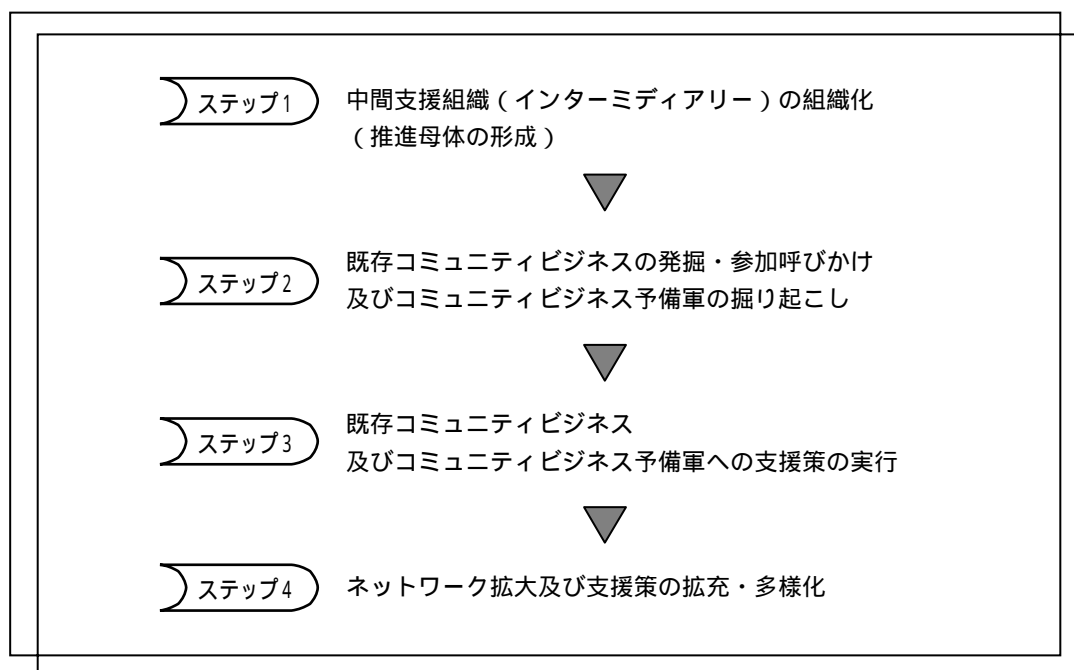 ステップ1
中間支援組織(インターミディアリー)の組織化
(推進母体の形成)
ステップ2
既存コミュニティビジネスの発掘・参加呼びかけ
及びコミュニティビジネス予備軍の掘り起こし
ステップ3
既存コミュニティビジネス
及びコミュニティビジネス予備軍への支援策の実行
ステップ4
ネットワーク拡大及び支援策の拡充・多様化